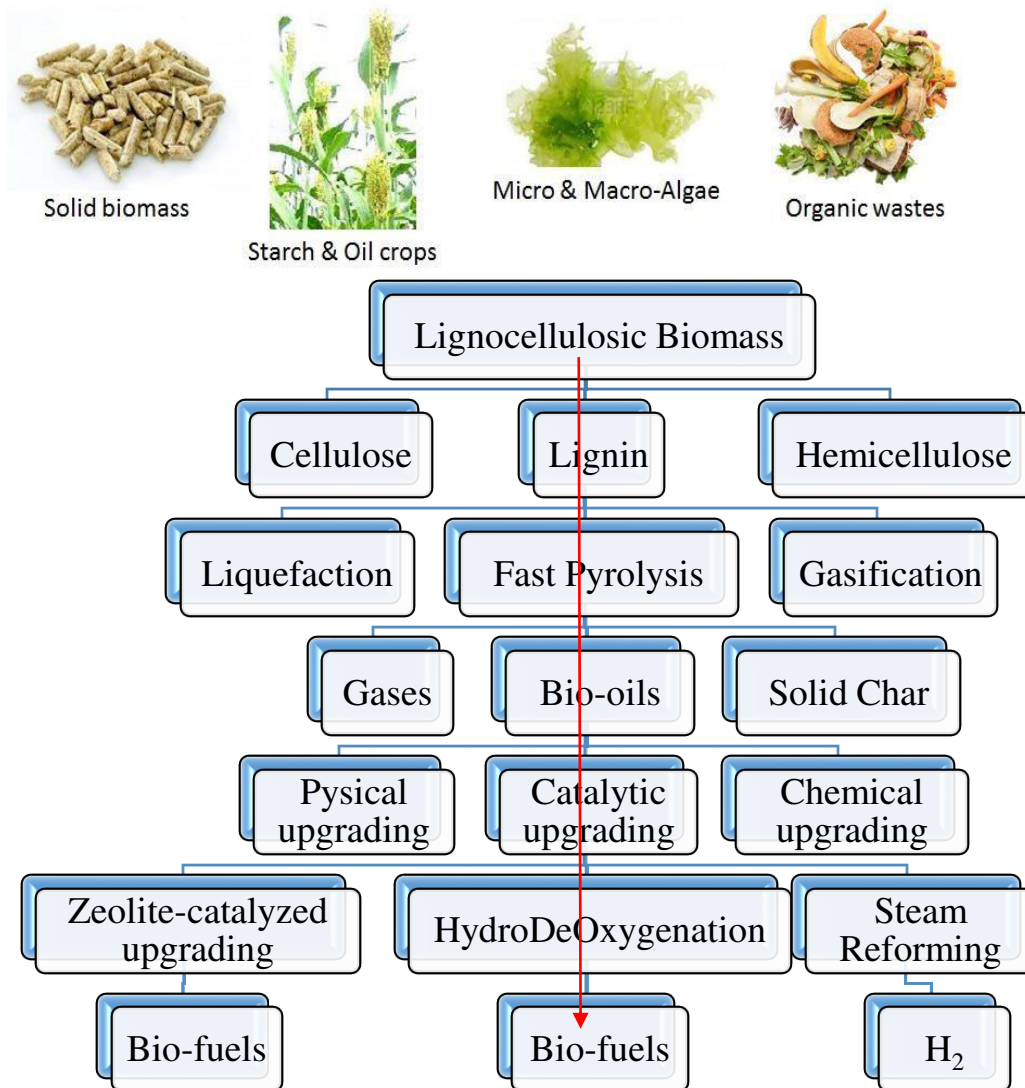 Solid biomass
Starch & Oil crops
Micro & Macro-Algae
Organic wastes
Lignocellulosic Biomass
Cellulose
Lignin
Hemicellulose
Liquefaction
Fast Pyrolysis
Gasification
Gases
Bio-oils
Solid Char
Pysical
upgrading
Catalytic
upgrading
Chemical
upgrading
Zeolite-catalyzed
upgrading
HydroDeOxygenation
Steam
Reforming
Bio-fuels
Bio-fuels
H₂